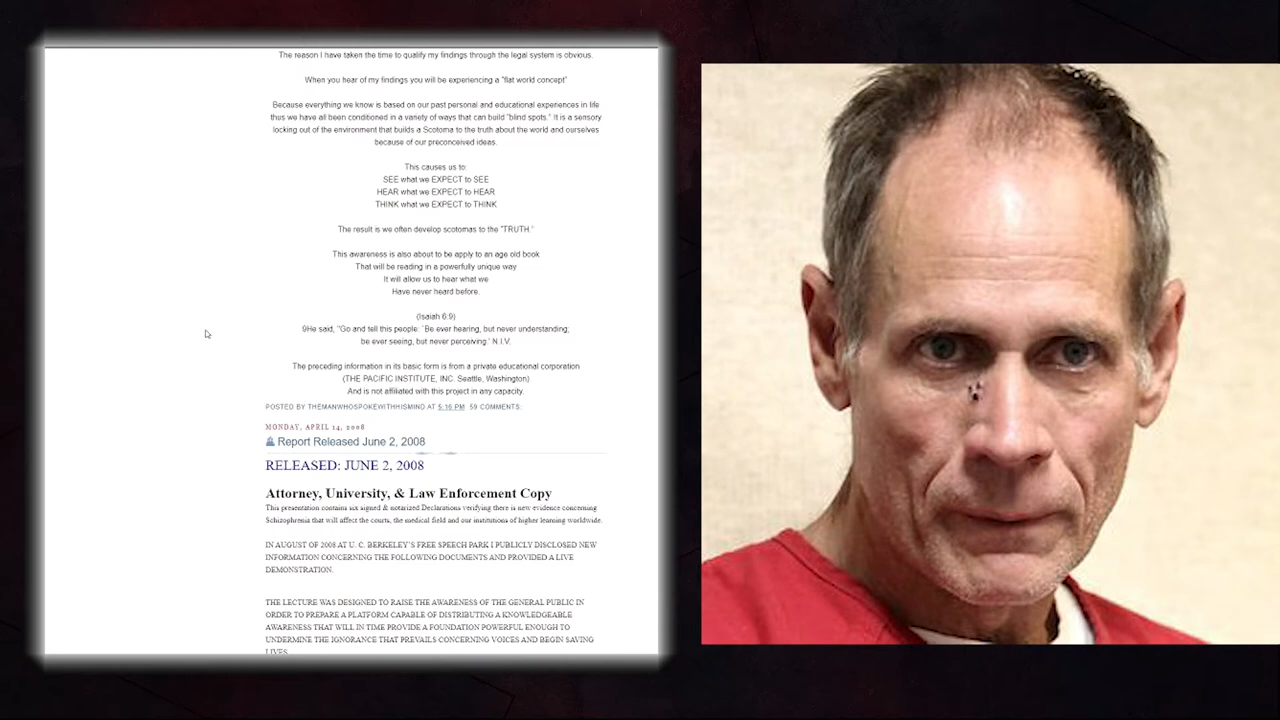 The reason I have taken the time to qualify my findings through the legal system is obvious.
When you hear of my findings you will be experiencing a "flat world concept"
Because everything we know is based on our past personal and educational experiences in life
thus we have all been conditioned in a variety of ways that can build "blind spots." It is a sensory
locking out of the environment that builds a Scotoma to the truth about the world and ourselves
because of our preconceived ideas.
This causes us to:
SEE what we EXPECT to SEE
HEAR what we EXPECT to HEAR
THINK what we EXPECT to THINK
The result is we often develop scotomas to the "TRUTH."
This awareness is also about to be apply to an age old book
That will be reading in a powerfully unique way
It will allow us to hear what we
Have never heard before.
(Isaiah 6:9)
9He said, "Go and tell this people: 'Be ever hearing, but never understanding;
be ever seeing, but never perceiving.' N.I.V.
The preceding information in its basic form is from a private educational corporation
(THE PACIFIC INSTITUTE, INC. Seattle, Washington)
And is not affiliated with this project in any capacity.
POSTED BY THEMANWHOSPOKEWITHHISMIND AT 5:16 PM 59 COMMENTS:
MONDAY, APRIL 14, 2008
Report Released June 2, 2008
RELEASED: JUNE 2, 2008
Attorney, University, & Law Enforcement Copy
This presentation contains six signed & notarized Declarations verifying there is new evidence concerning
Schizophrenia that will affect the courts, the medical field and our institutions of higher learning worldwide.
IN AUGUST OF 2008 AT U. C. BERKELEY'S FREE SPEECH PARK I PUBLICLY DISCLOSED NEW
INFORMATION CONCERNING THE FOLLOWING DOCUMENTS AND PROVIDED A LIVE
DEMONSTRATION.
THE LECTURE WAS DESIGNED TO RAISE THE AWARENESS OF THE GENERAL PUBLIC IN
ORDER TO PREPARE A PLATFORM CAPABLE OF DISTRIBUTING A KNOWLEDGEABLE
AWARENESS THAT WILL IN TIME PROVIDE A FOUNDATION POWERFUL ENOUGH TO
UNDERMINE THE IGNORANCE THAT PREVAILS CONCERNING VOICES AND BEGIN SAVING
LIVES.